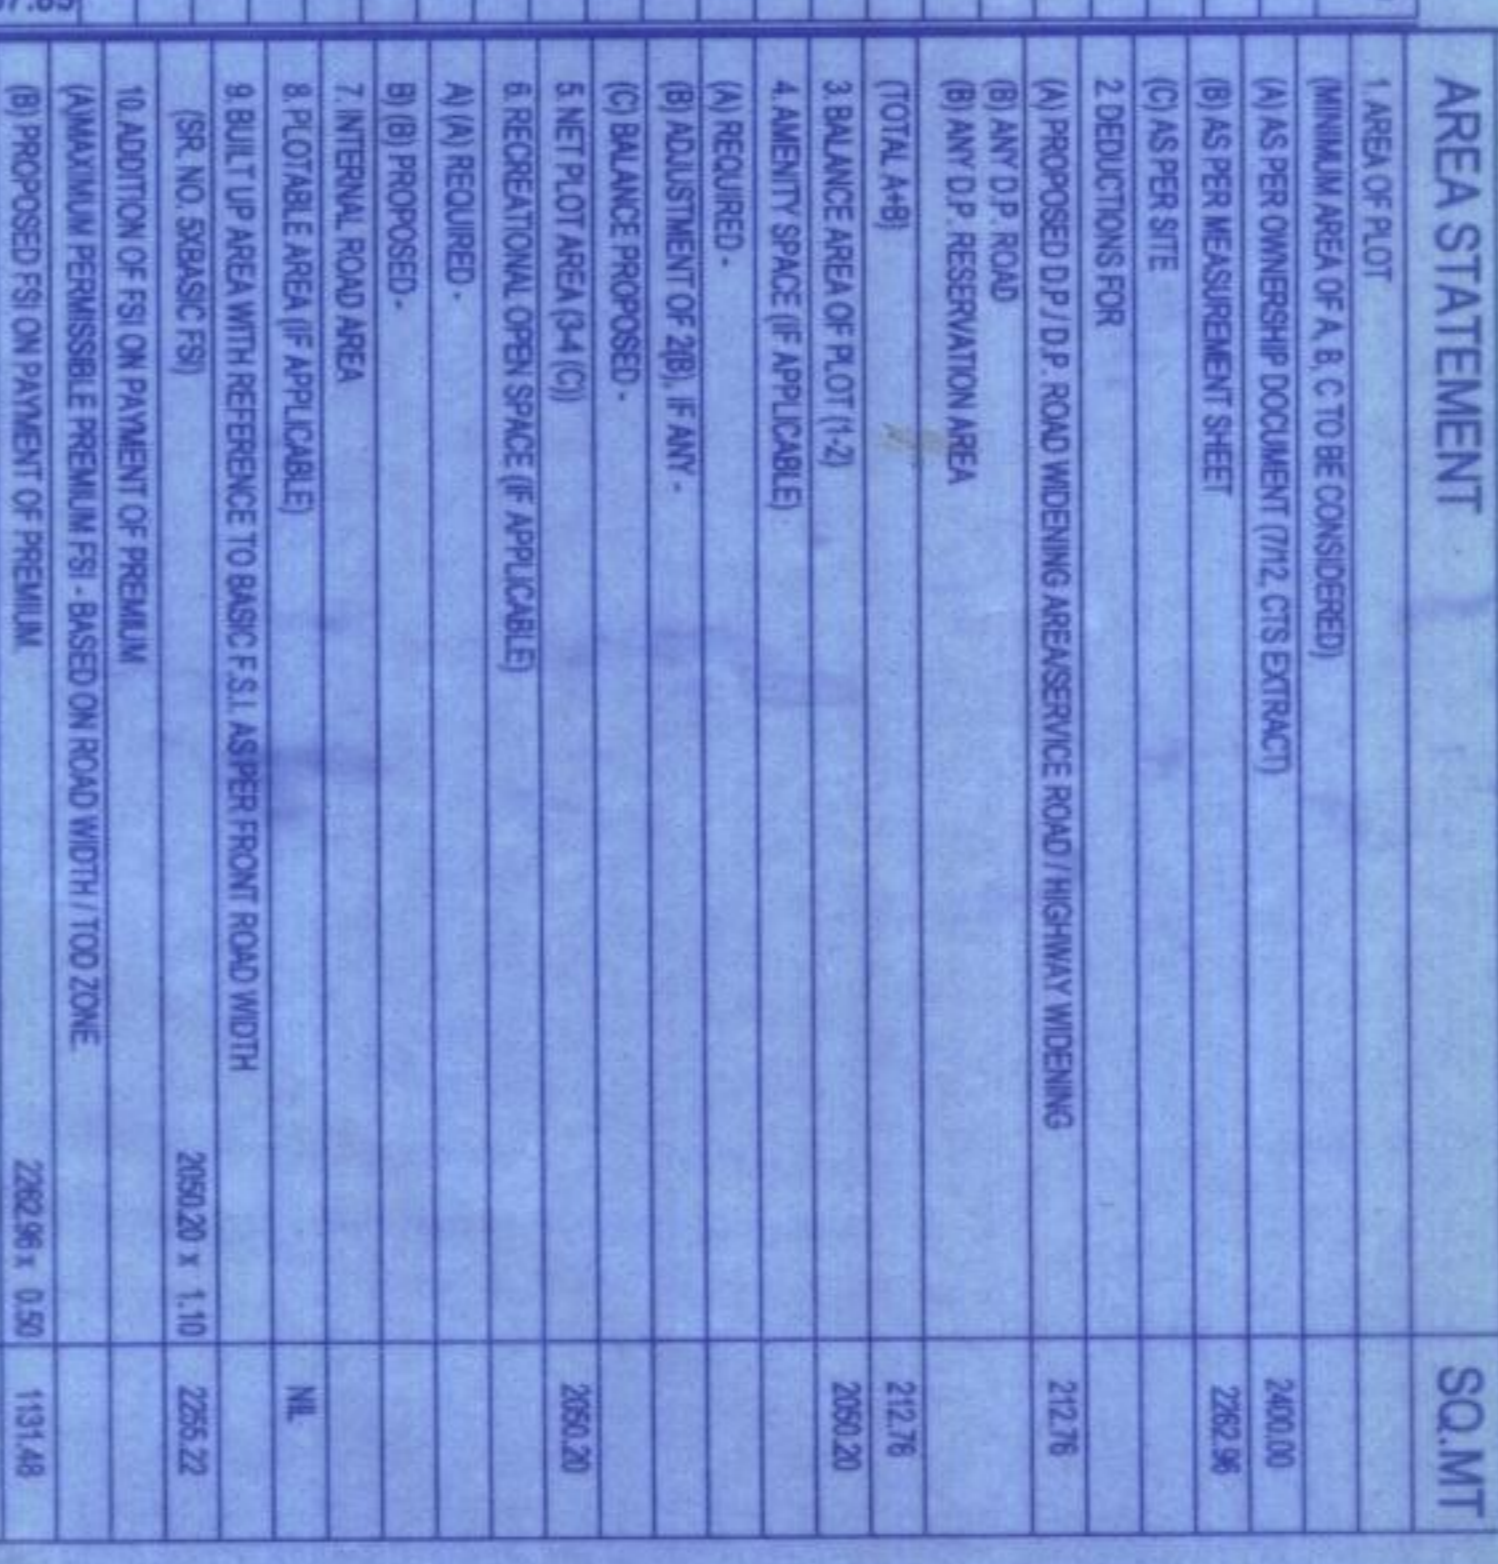 AREA STATEMENT SQ.MT
1. AREA OF PLOT
(MINIMUM AREA OF A, B, C TO BE CONSIDERED)
(A) AS PER OWNERSHIP DOCUMENT (7/12, CTS EXTRACT) 2400.00
(B) AS PER MEASUREMENT SHEET 2262.96
(C) AS PER SITE
2 DEDUCTIONS FOR
(A) PROPOSED D.P./ D.P. ROAD WIDENING AREA/SERVICE ROAD / HIGHWAY WIDENING 212.76
(B) ANY D.P. ROAD
(B) ANY D.P. RESERVATION AREA
(TOTAL A+B) 212.76
3. BALANCE AREA OF PLOT (1-2) 2050.20
4. AMENITY SPACE (IF APPLICABLE)
(A) REQUIRED -
(B) ADJUSTMENT OF 2(B), IF ANY -
(C) BALANCE PROPOSED -
5. NET PLOT AREA (3-4 (C)) 2050.20
6. RECREATIONAL OPEN SPACE (IF APPLICABLE)
A) (A) REQUIRED -
B) (B) PROPOSED -
7. INTERNAL ROAD AREA
8. PLOTABLE AREA (IF APPLICABLE) NIL
9. BUILT UP AREA WITH REFERENCE TO BASIC F.S.I. AS PER FRONT ROAD WIDTH
(SR. NO. 5XBASIC FSI) 2050.20 x 1.10 2255.22
10. ADDITION OF FSI ON PAYMENT OF PREMIUM
(A)MAXIMUM PERMISSIBLE PREMIUM FSI - BASED ON ROAD WIDTH / TOD ZONE.
(B) PROPOSED FSI ON PAYMENT OF PREMIUM. 2262.96 x 0.50 1131.48